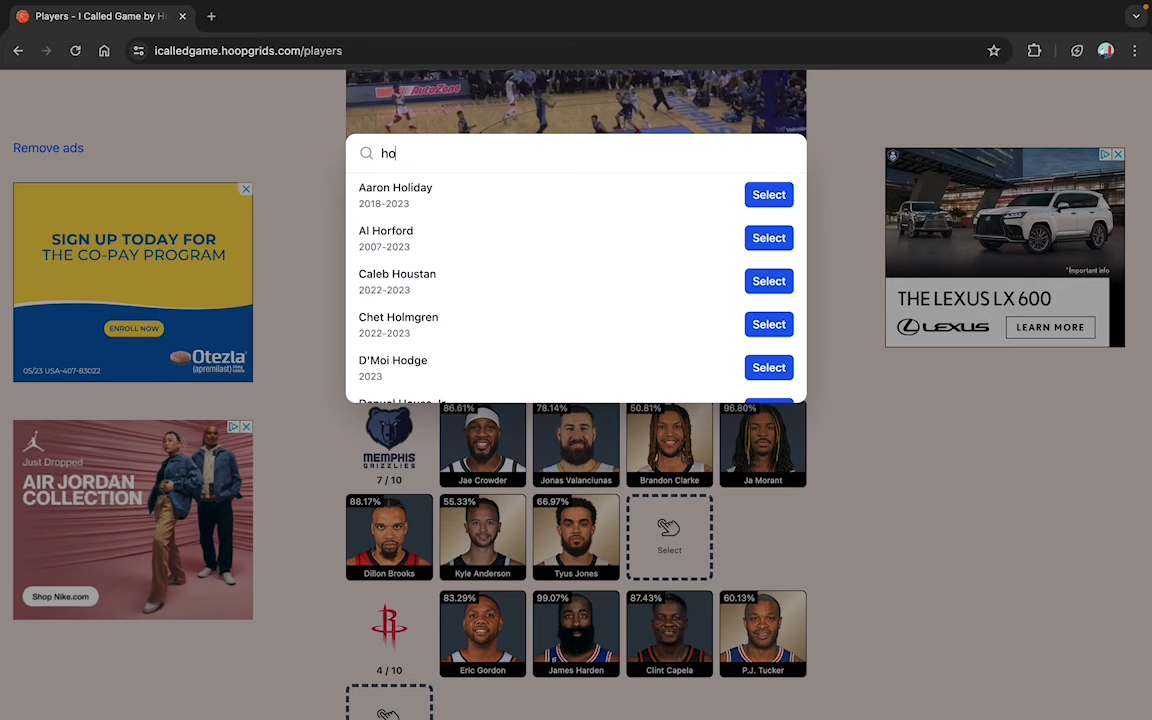 Players - I Called Game by H
icalledgame.hoopgrids.com/players
AutoZone
Remove ads
SIGN UP TODAY FOR
THE CO-PAY PROGRAM
ENROLL NOW
Otezla
(apremilast)
05/23 USA-407-83022
Just Dropped
AIR JORDAN
COLLECTION
Shop Nike.com
ho
Aaron Holiday
2018-2023
Select
Al Horford
2007-2023
Select
Caleb Houstan
2022-2023
Select
Chet Holmgren
2022-2023
Select
D'Moi Hodge
2023
Select
Danuel House Jr.
MEMPHIS
GRIZZLIES
7 / 10
86.61%
Jae Crowder
78.14%
Jonas Valanciunas
50.81%
Brandon Clarke
96.80%
Ja Morant
88.17%
Dillon Brooks
55.33%
Kyle Anderson
66.97%
Tyus Jones
Select
R
4 / 10
83.29%
Eric Gordon
99.07%
James Harden
87.43%
Clint Capela
60.13%
P.J. Tucker
*Important info
THE LEXUS LX 600
LEXUS
LEARN MORE